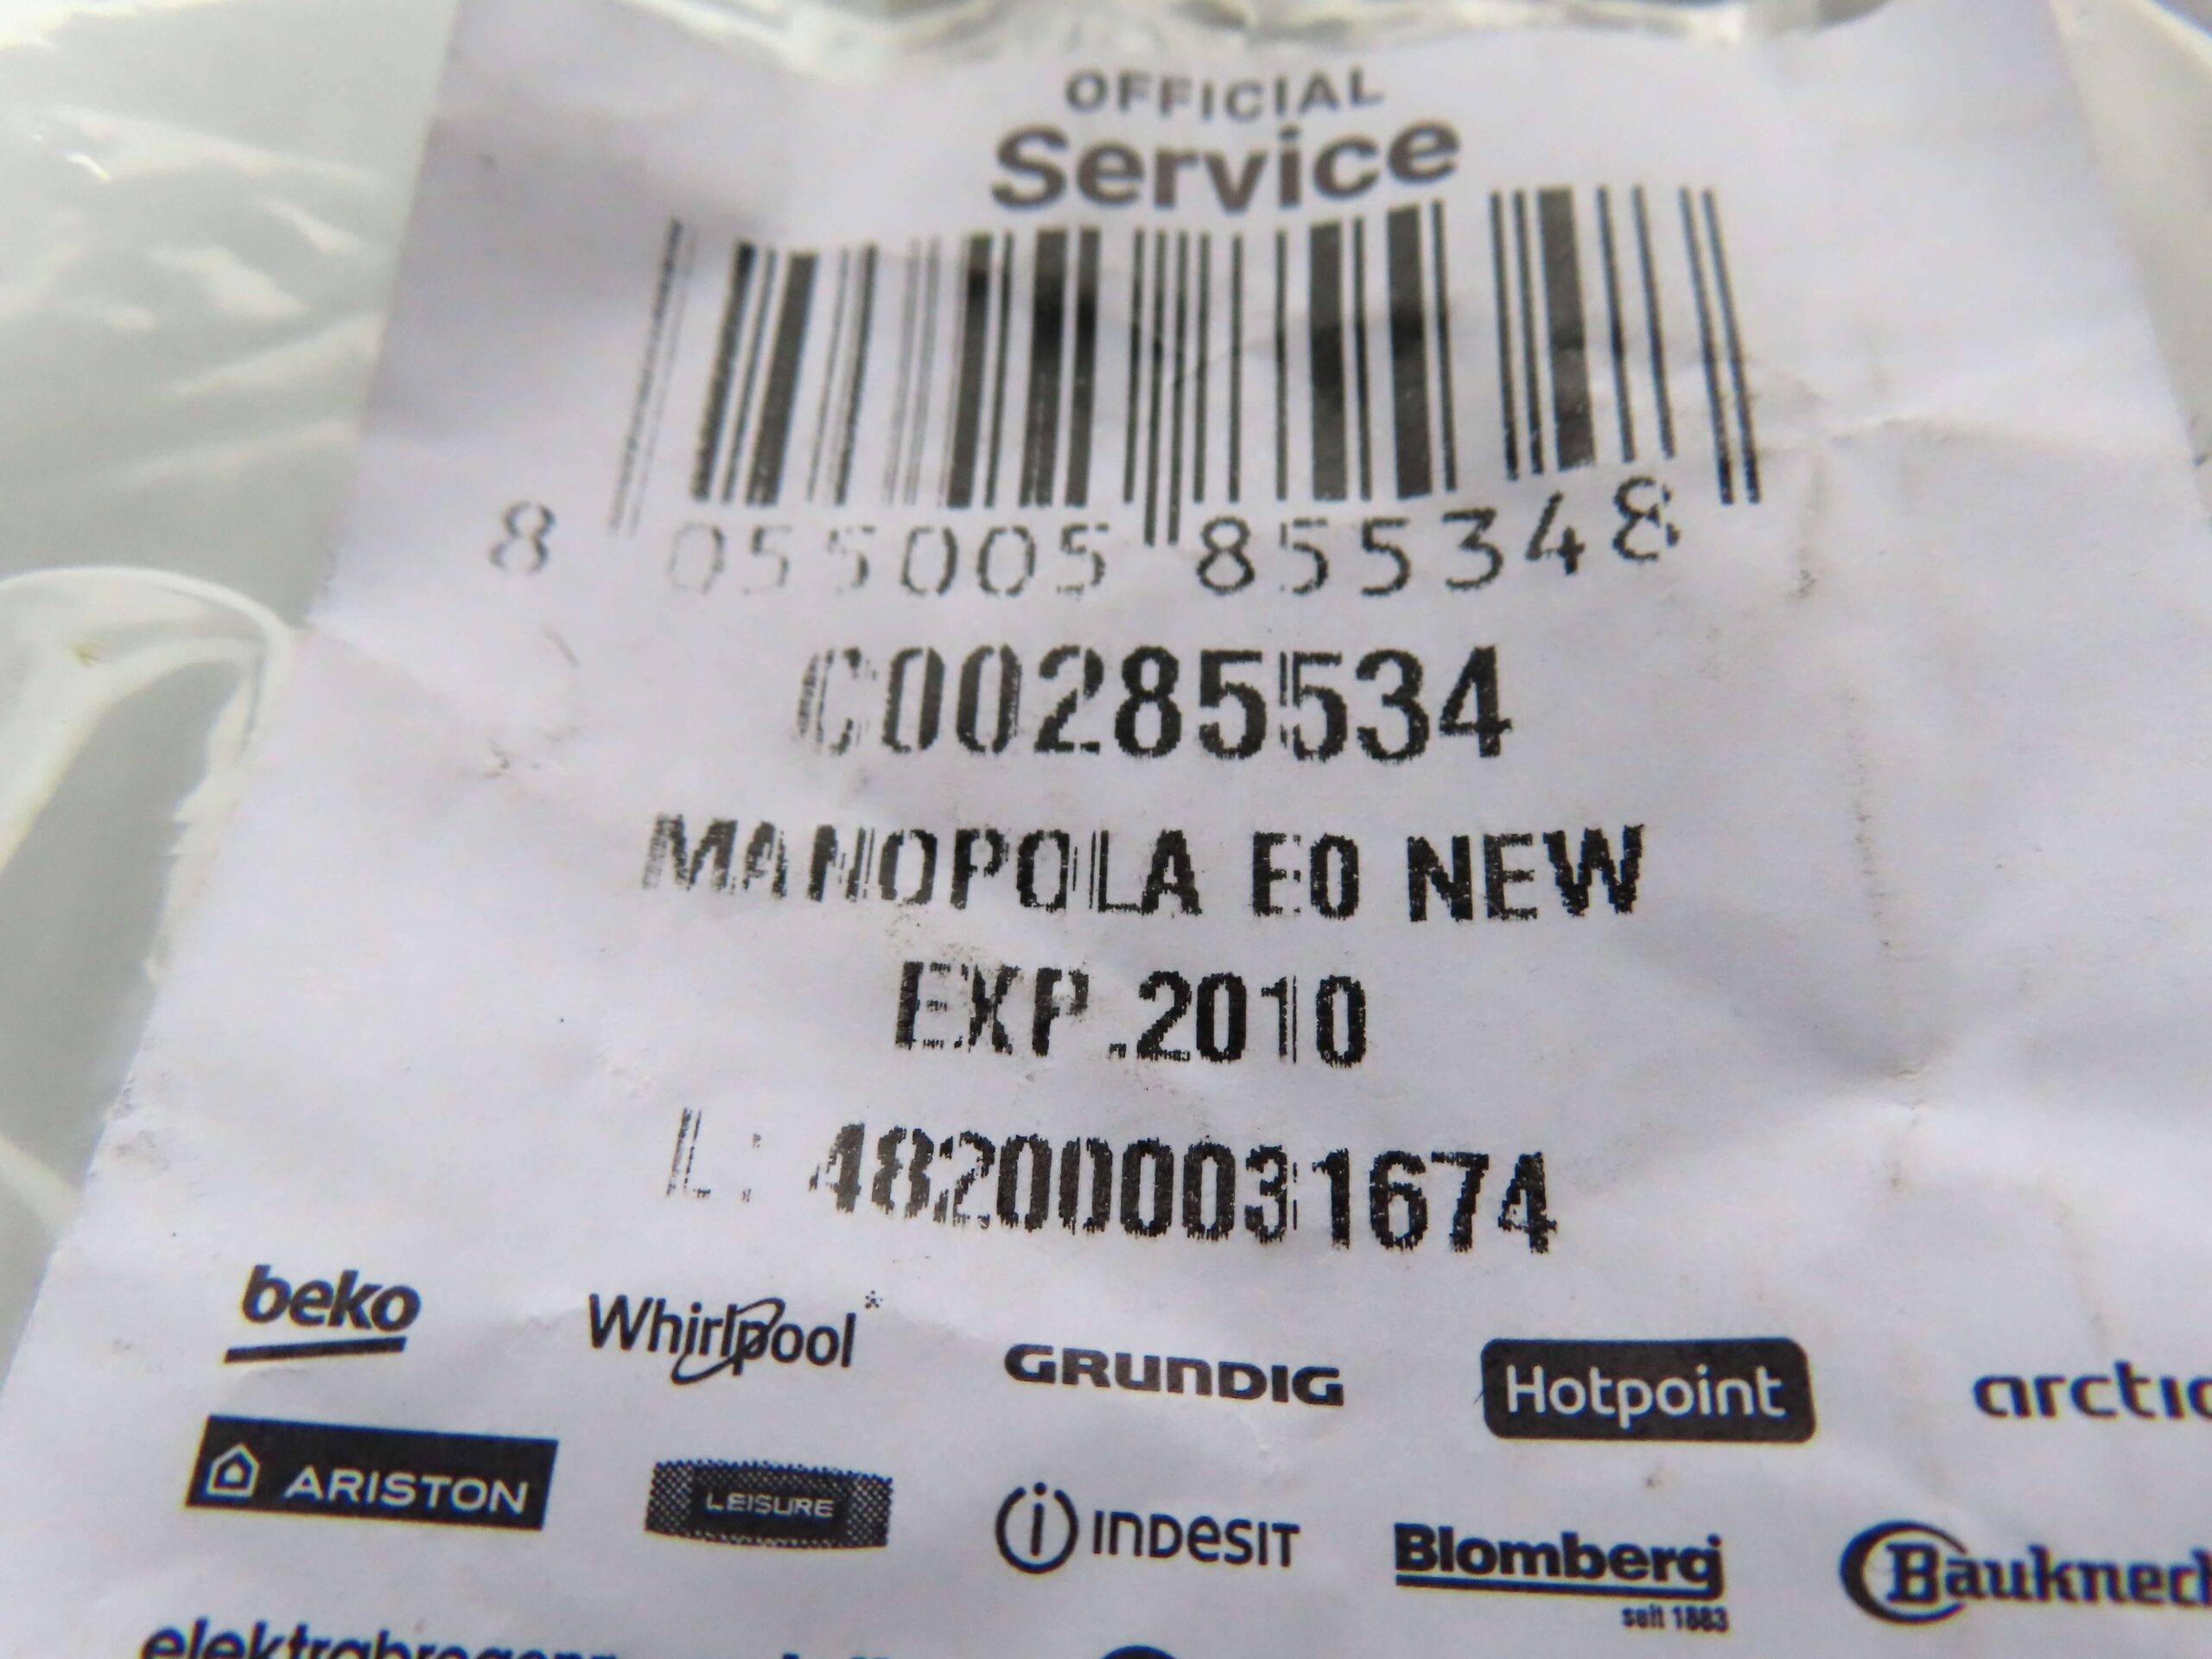 OFFICIAL
Service
8 055005 855348
C00285534
MANOPOLA E0 NEW
EXP.2010
L: 482000031674
beko Whirlpool GRUNDIG Hotpoint
ARISTON LEISURE INDESIT Blomberg
seit 1883